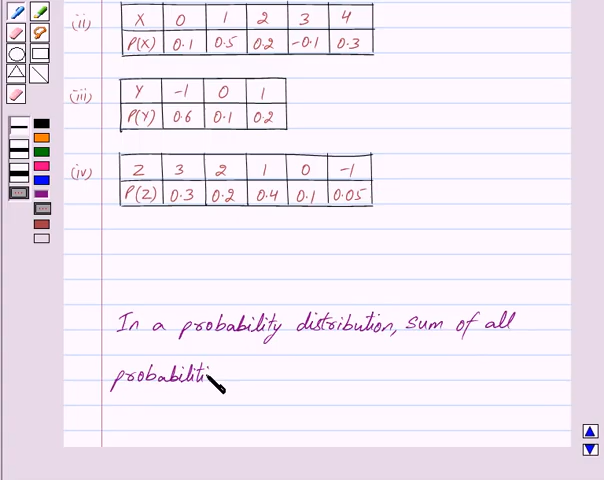 (ii) X 0 1 2 3 4
P(X) 0.1 0.5 0.2 -0.1 0.3
(iii) Y -1 0 1
P(Y) 0.6 0.1 0.2
(iv) Z 3 2 1 0 -1
P(Z) 0.3 0.2 0.4 0.1 0.05
In a probability distribution, sum of all
probabiliti